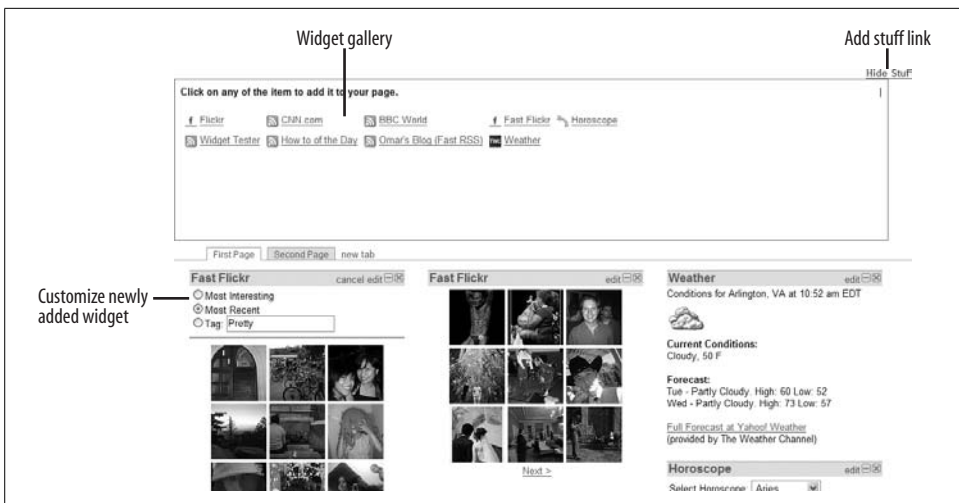 Widget gallery
Add stuff link
Hide Stuff
Click on any of the item to add it to your page.
Flickr
CNN.com
BBC World
Fast Flickr
Horoscope
Widget Tester
How to of the Day
Omar's Blog (Fast RSS)
Weather
First Page
Second Page
new tab
Customize newly
added widget
Fast Flickr
cancel edit
Most Interesting
Most Recent
Tag: Pretty
Fast Flickr
edit
Next >
Weather
edit
Conditions for Arlington, VA at 10:52 am EDT
Current Conditions:
Cloudy, 50 F
Forecast:
Tue - Partly Cloudy. High: 60 Low: 52
Wed - Partly Cloudy. High: 73 Low: 57
Full Forecast at Yahoo! Weather
(provided by The Weather Channel)
Horoscope
edit
Select Horoscope: Aries